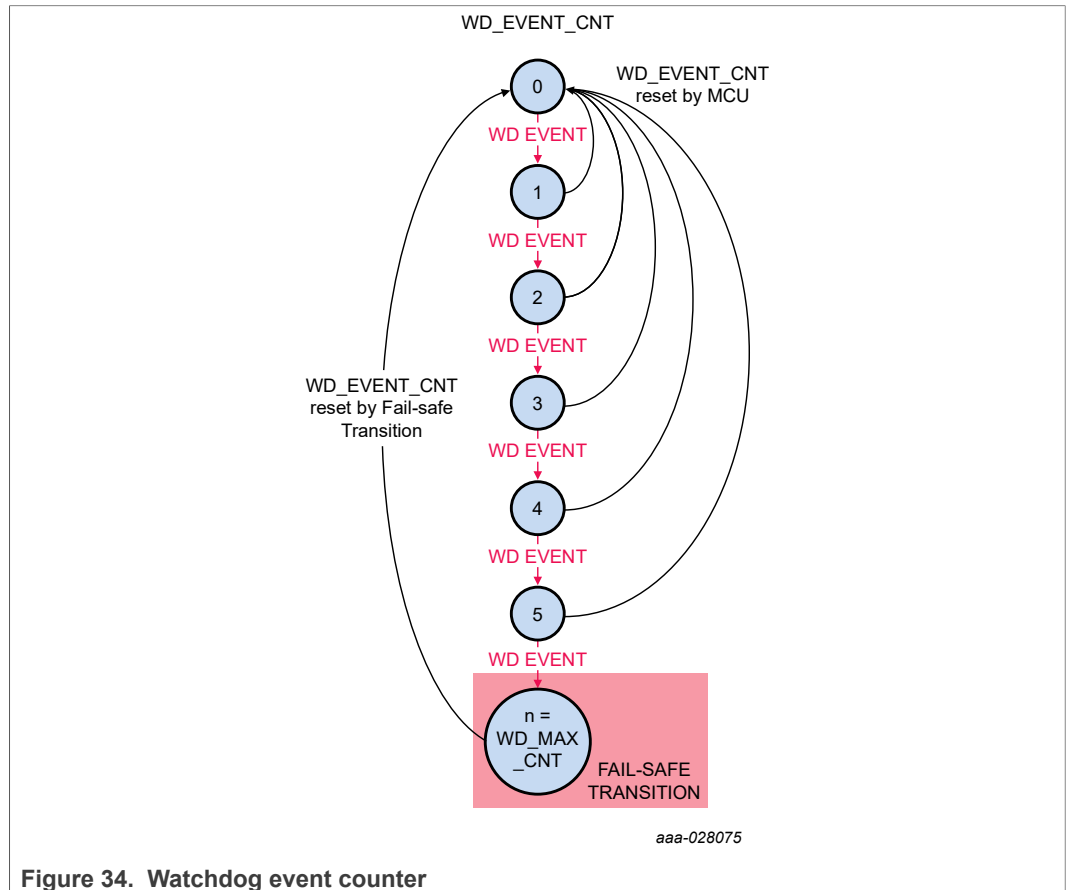 WD_EVENT_CNT
WD_EVENT_CNT
reset by MCU
0
WD EVENT
1
WD EVENT
2
WD EVENT
3
WD_EVENT_CNT
reset by Fail-safe
Transition
WD EVENT
4
WD EVENT
5
WD EVENT
n =
WD_MAX
_CNT
FAIL-SAFE
TRANSITION
aaa-028075
Figure 34. Watchdog event counter